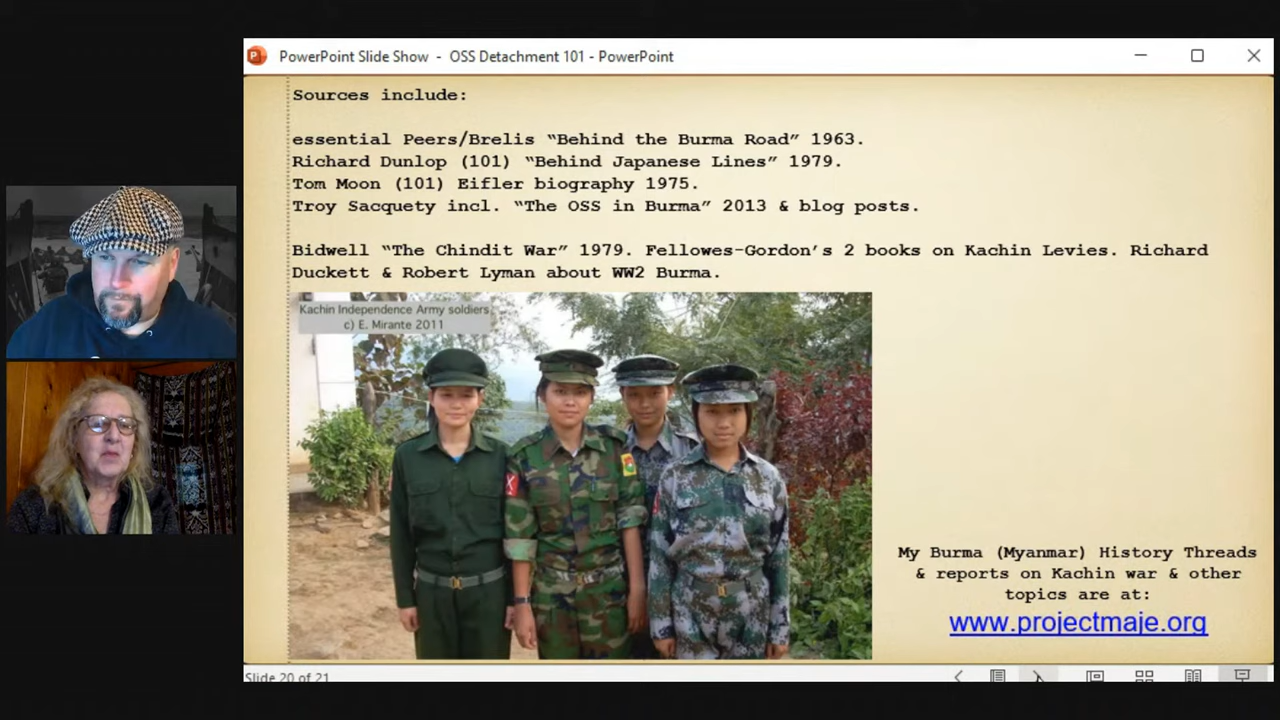 PowerPoint Slide Show - OSS Detachment 101 - PowerPoint
Sources include:
essential Peers/Brelis “Behind the Burma Road” 1963.
Richard Dunlop (101) “Behind Japanese Lines” 1979.
Tom Moon (101) Eifler biography 1975.
Troy Sacquety incl. “The OSS in Burma” 2013 & blog posts.
Bidwell “The Chindit War” 1979. Fellowes-Gordon’s 2 books on Kachin Levies. Richard
Duckett & Robert Lyman about WW2 Burma.
Kachin Independence Army soldiers
c) E. Mirante 2011
My Burma (Myanmar) History Threads
& reports on Kachin war & other
topics are at:
www.projectmaje.org
Slide 20 of 21